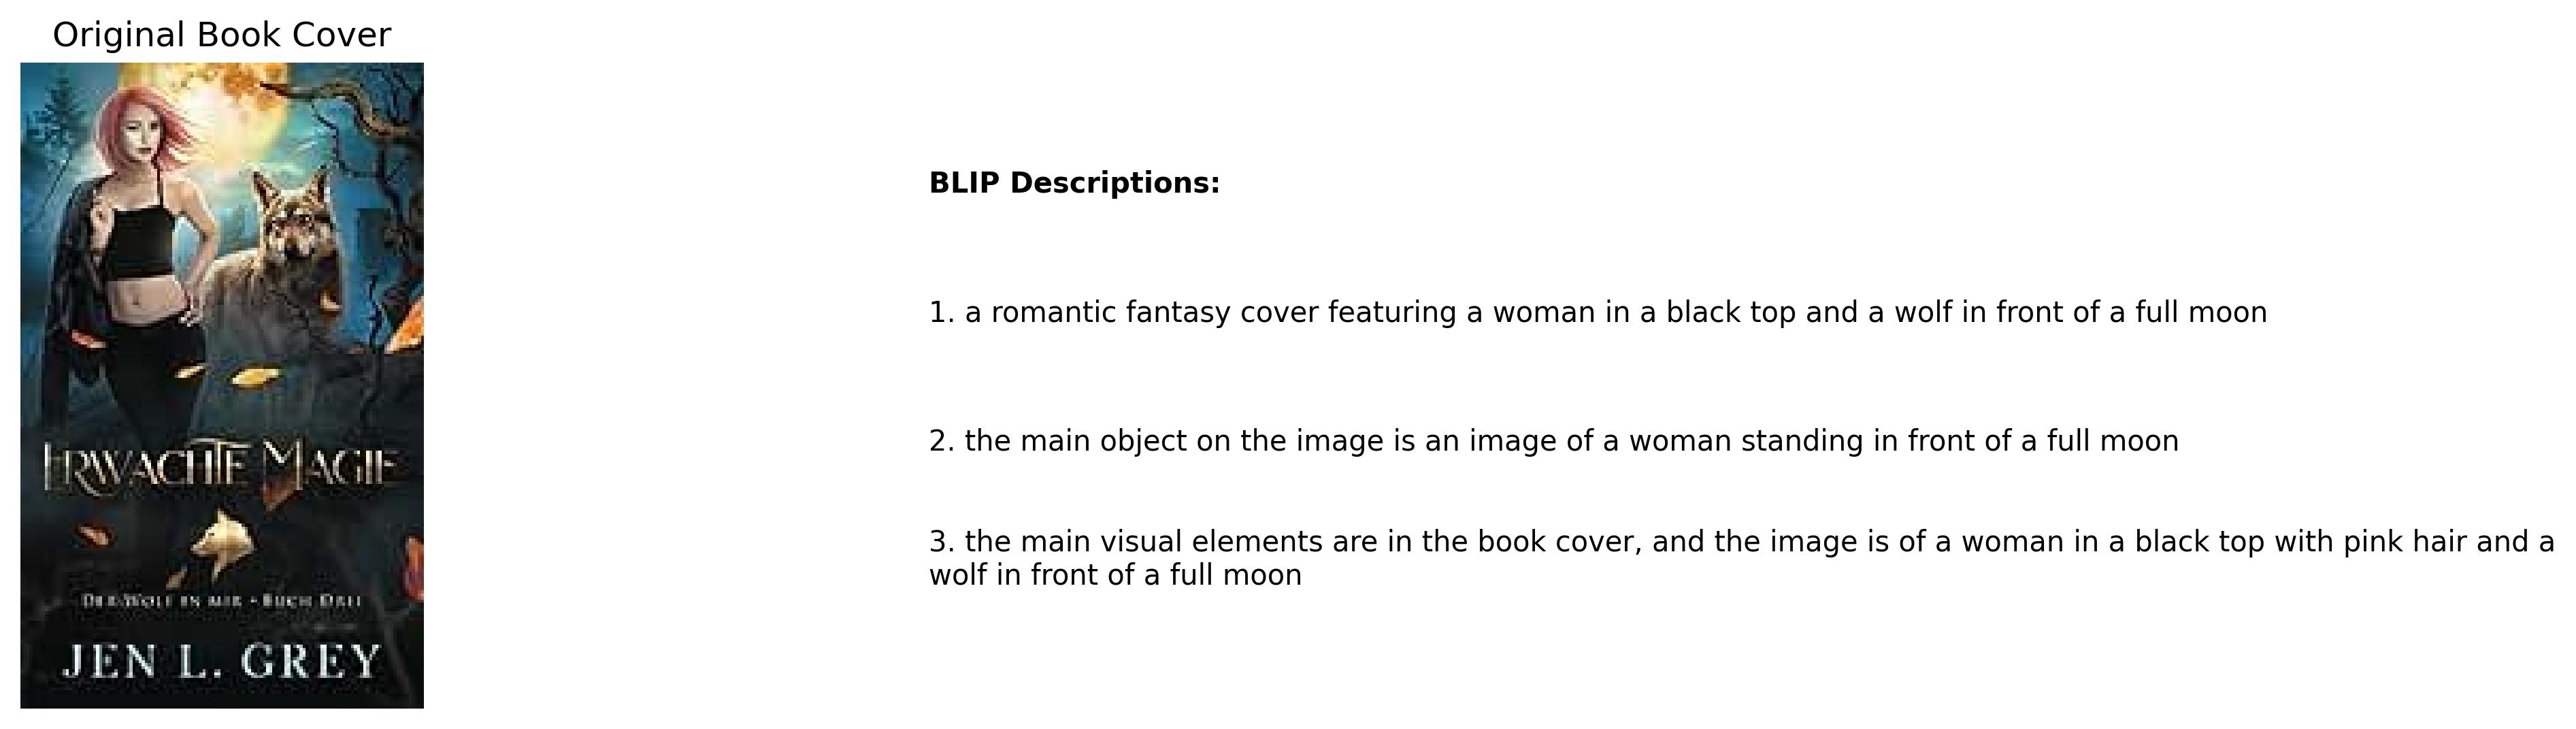 Original Book Cover
ERWACHTE MAGIE
DER WOLF IN MIR • BUCH DREI
JEN L. GREY
BLIP Descriptions:
1. a romantic fantasy cover featuring a woman in a black top and a wolf in front of a full moon
2. the main object on the image is an image of a woman standing in front of a full moon
3. the main visual elements are in the book cover, and the image is of a woman in a black top with pink hair and a
wolf in front of a full moon